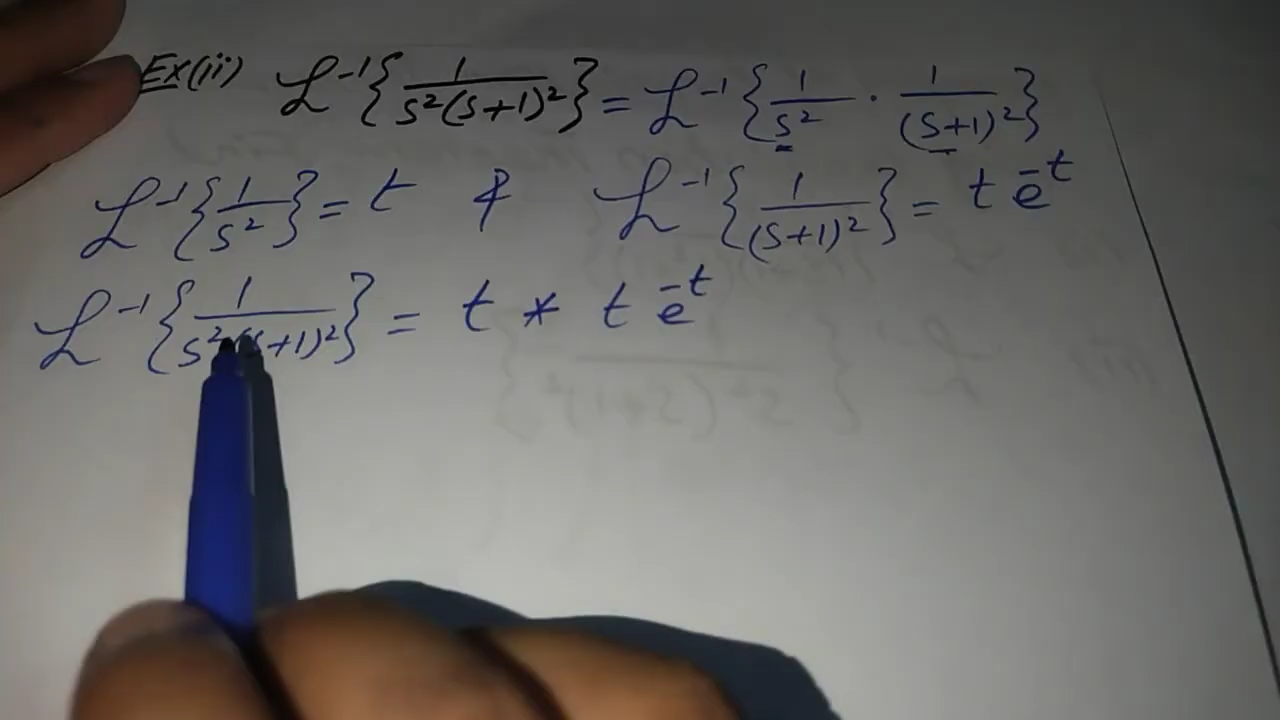 Ex(ii) ℒ⁻¹{1/(s²(s+1)²)} = ℒ⁻¹{1/s² · 1/(s+1)²}
ℒ⁻¹{1/s²} = t & ℒ⁻¹{1/(s+1)²} = t e⁻ᵗ
ℒ⁻¹{1/(s²(s+1)²)} = t * t e⁻ᵗ